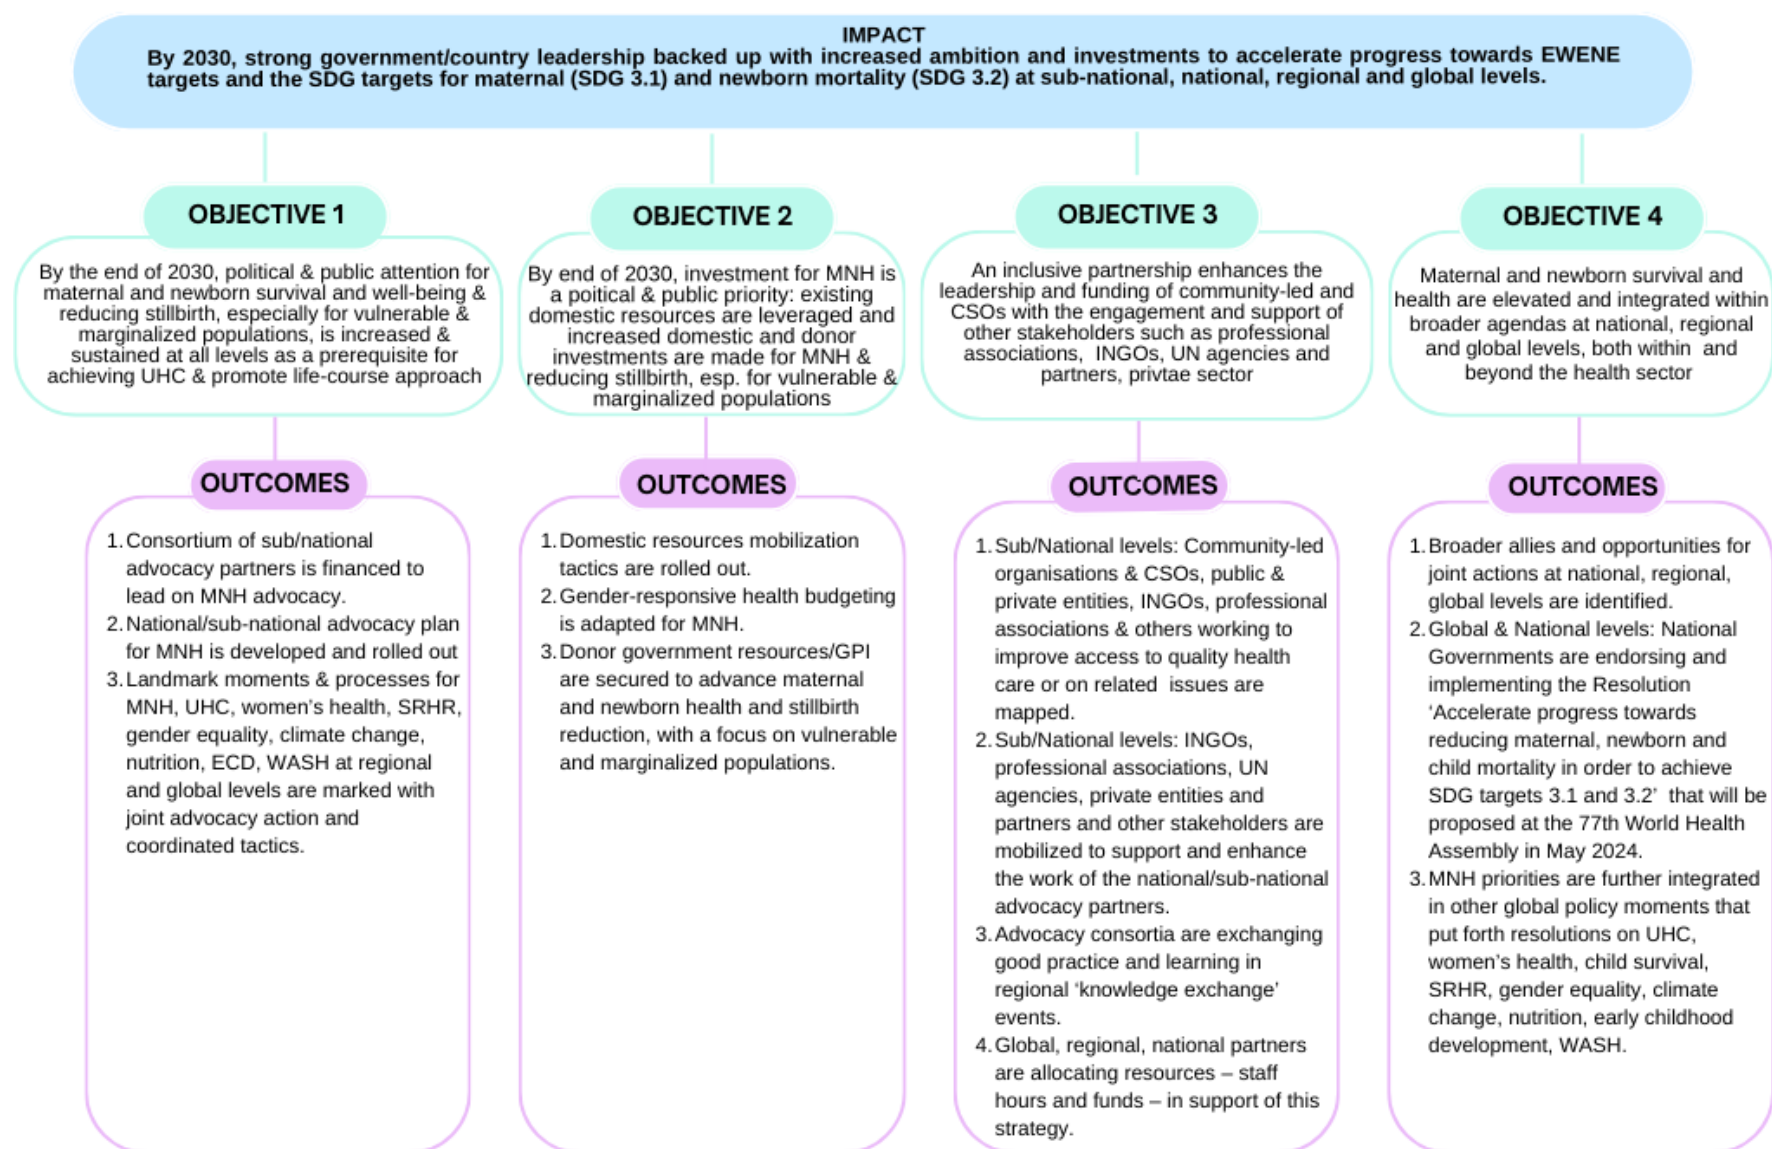 IMPACT
By 2030, strong government/country leadership backed up with increased ambition and investments to accelerate progress towards EWENE
targets and the SDG targets for maternal (SDG 3.1) and newborn mortality (SDG 3.2) at sub-national, national, regional and global levels.
OBJECTIVE 1
By the end of 2030, political & public attention for
maternal and newborn survival and well-being &
reducing stillbirth, especially for vulnerable &
marginalized populations, is increased &
sustained at all levels as a prerequisite for
achieving UHC & promote life-course approach
OUTCOMES
1. Consortium of sub/national
advocacy partners is financed to
lead on MNH advocacy.
2. National/sub-national advocacy plan
for MNH is developed and rolled out
3. Landmark moments & processes for
MNH, UHC, women’s health, SRHR,
gender equality, climate change,
nutrition, ECD, WASH at regional
and global levels are marked with
joint advocacy action and
coordinated tactics.
OBJECTIVE 2
By end of 2030, investment for MNH is
a poitical & public priority: existing
domestic resources are leveraged and
increased domestic and donor
investments are made for MNH &
reducing stillbirth, esp. for vulnerable &
marginalized populations
OUTCOMES
1. Domestic resources mobilization
tactics are rolled out.
2. Gender-responsive health budgeting
is adapted for MNH.
3. Donor government resources/GPI
are secured to advance maternal
and newborn health and stillbirth
reduction, with a focus on vulnerable
and marginalized populations.
OBJECTIVE 3
An inclusive partnership enhances the
leadership and funding of community-led and
CSOs with the engagement and support of
other stakeholders such as professional
associations, INGOs, UN agencies and
partners, privtae sector
OUTCOMES
1. Sub/National levels: Community-led
organisations & CSOs, public &
private entities, INGOs, professional
associations & others working to
improve access to quality health
care or on related issues are
mapped.
2. Sub/National levels: INGOs,
professional associations, UN
agencies, private entities and
partners and other stakeholders are
mobilized to support and enhance
the work of the national/sub-national
advocacy partners.
3. Advocacy consortia are exchanging
good practice and learning in
regional ‘knowledge exchange’
events.
4. Global, regional, national partners
are allocating resources – staff
hours and funds – in support of this
strategy.
OBJECTIVE 4
Maternal and newborn survival and
health are elevated and integrated within
broader agendas at national, regional
and global levels, both within and
beyond the health sector
OUTCOMES
1. Broader allies and opportunities for
joint actions at national, regional,
global levels are identified.
2. Global & National levels: National
Governments are endorsing and
implementing the Resolution
‘Accelerate progress towards
reducing maternal, newborn and
child mortality in order to achieve
SDG targets 3.1 and 3.2’ that will be
proposed at the 77th World Health
Assembly in May 2024.
3. MNH priorities are further integrated
in other global policy moments that
put forth resolutions on UHC,
women’s health, child survival,
SRHR, gender equality, climate
change, nutrition, early childhood
development, WASH.